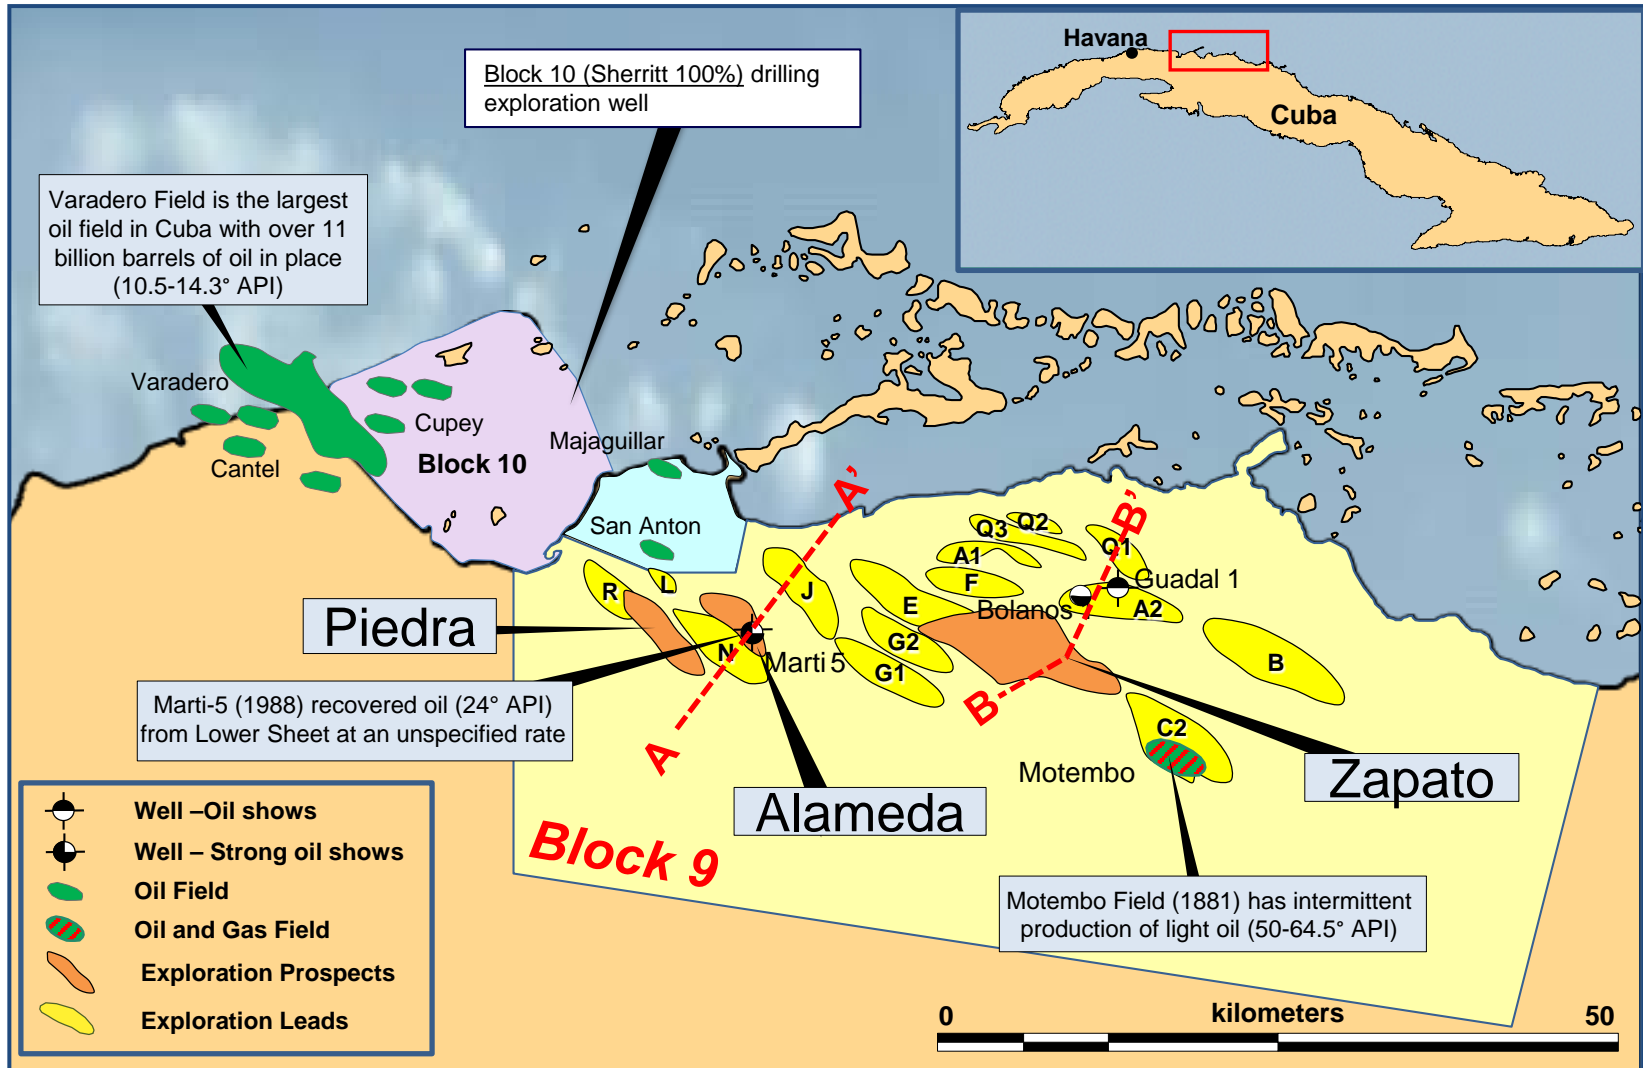 Havana
Cuba
Block 10 (Sherritt 100%) drilling
exploration well
Varadero Field is the largest
oil field in Cuba with over 11
billion barrels of oil in place
(10.5-14.3° API)
Varadero
Cupey
Cantel
Block 10
Majaguillar
San Anton
A'
B'
Q2
Q3
Q1
A1
F
Guadal 1
R
L
J
E
Bolanos
A2
Piedra
G2
N
Marti 5
G1
B
B
Marti-5 (1988) recovered oil (24° API)
from Lower Sheet at an unspecified rate
A
C2
Motembo
Zapato
Alameda
Block 9
Motembo Field (1881) has intermittent
production of light oil (50-64.5° API)
Well –Oil shows
Well – Strong oil shows
Oil Field
Oil and Gas Field
Exploration Prospects
Exploration Leads
0 kilometers 50